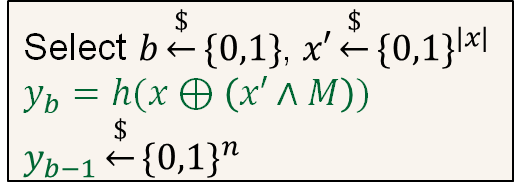 Select b $← {0,1}, x′ $← {0,1}^|x|
y_b = h(x ⊕ (x′ ∧ M))
y_{b−1} $← {0,1}^n